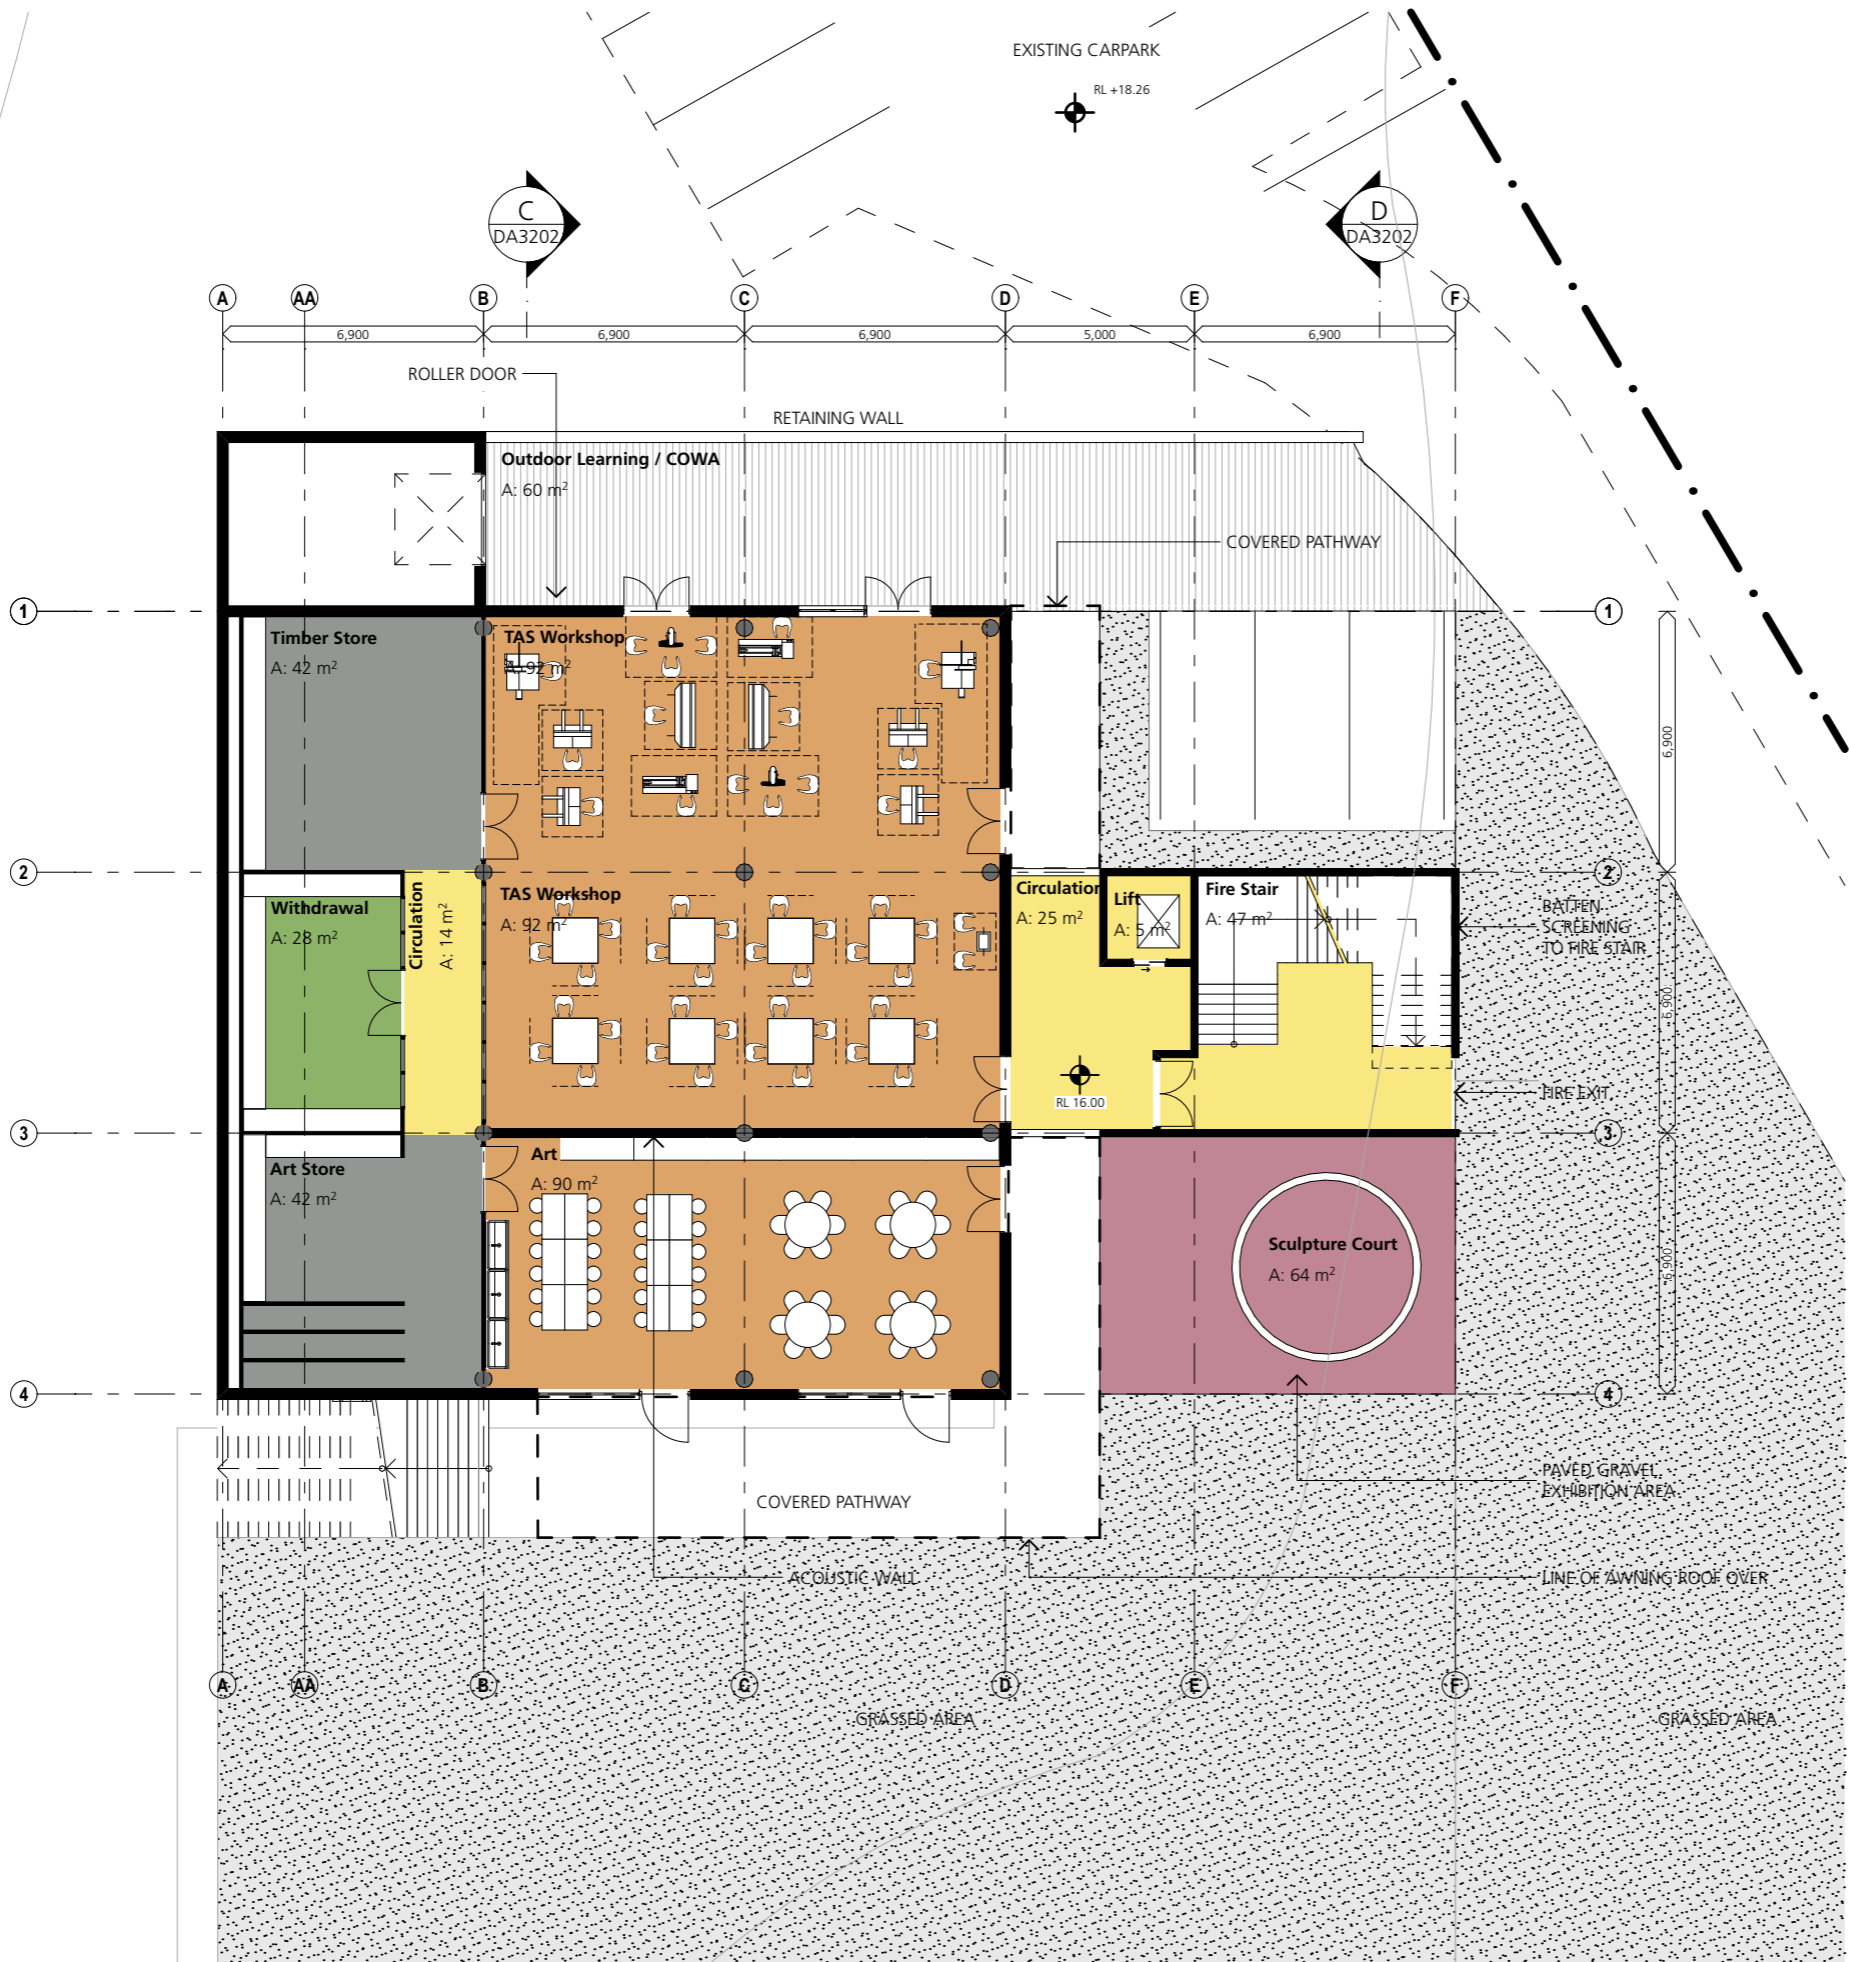 EXISTING CARPARK
RL +18.26
C
DA3202
D
DA3202
A
AA
B
C
D
E
F
6,900
6,900
6,900
5,000
6,900
ROLLER DOOR
RETAINING WALL
Outdoor Learning / COWA
A: 60 m²
COVERED PATHWAY
1
1
Timber Store
A: 42 m²
TAS Workshop
A: 92 m²
6,900
2
2
Withdrawal
A: 28 m²
Circulation
A: 14 m²
TAS Workshop
A: 92 m²
Circulation
A: 25 m²
Lift
A: 5 m²
Fire Stair
A: 47 m²
BATTEN
SCREENING
TO FIRE STAIR
6,900
RL 16.00
FIRE EXIT
3
3
Art Store
A: 42 m²
Art
A: 90 m²
Sculpture Court
A: 64 m²
6,900
4
4
PAVED GRAVEL
EXHIBITION AREA
COVERED PATHWAY
ACOUSTIC WALL
LINE OF AWNING ROOF OVER
A
AA
B
C
D
E
F
GRASSED AREA
GRASSED AREA